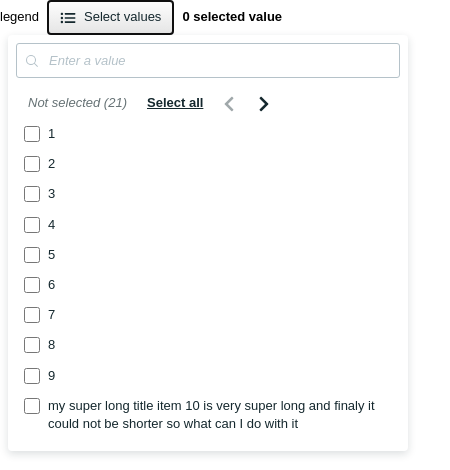 legend Select values 0 selected value
Enter a value
Not selected (21) Select all
1
2
3
4
5
6
7
8
9
my super long title item 10 is very super long and finaly it
could not be shorter so what can I do with it